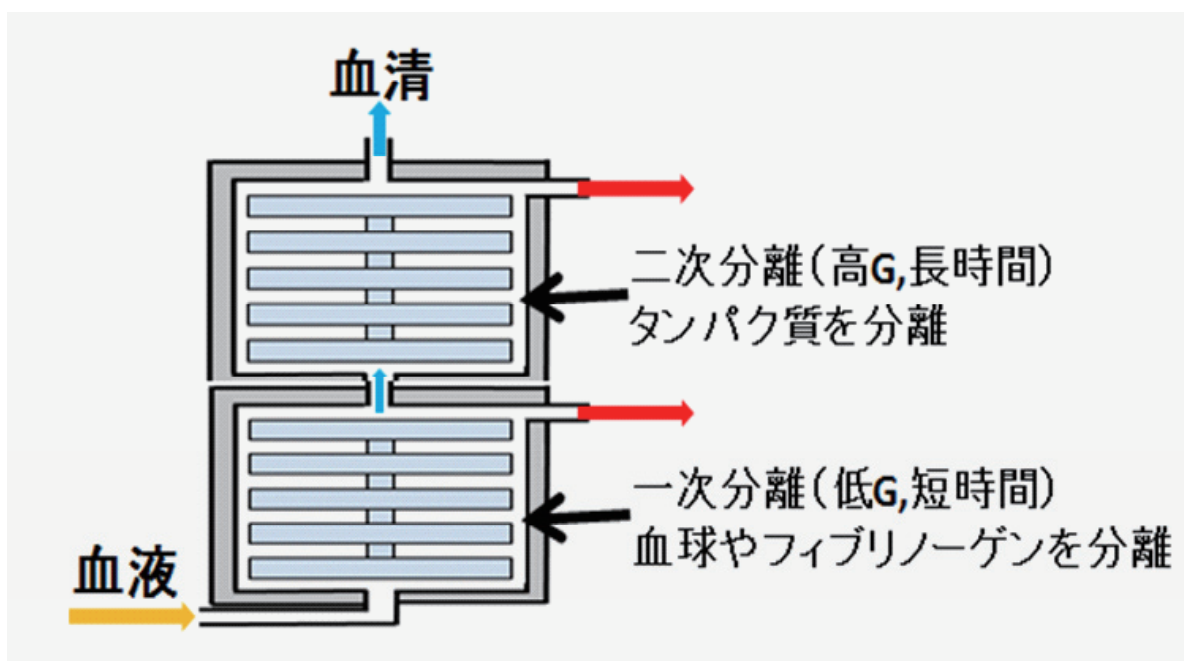 血清
二次分離(高G,長時間)
タンパク質を分離
一次分離(低G,短時間)
血球やフィブリノーゲンを分離
血液